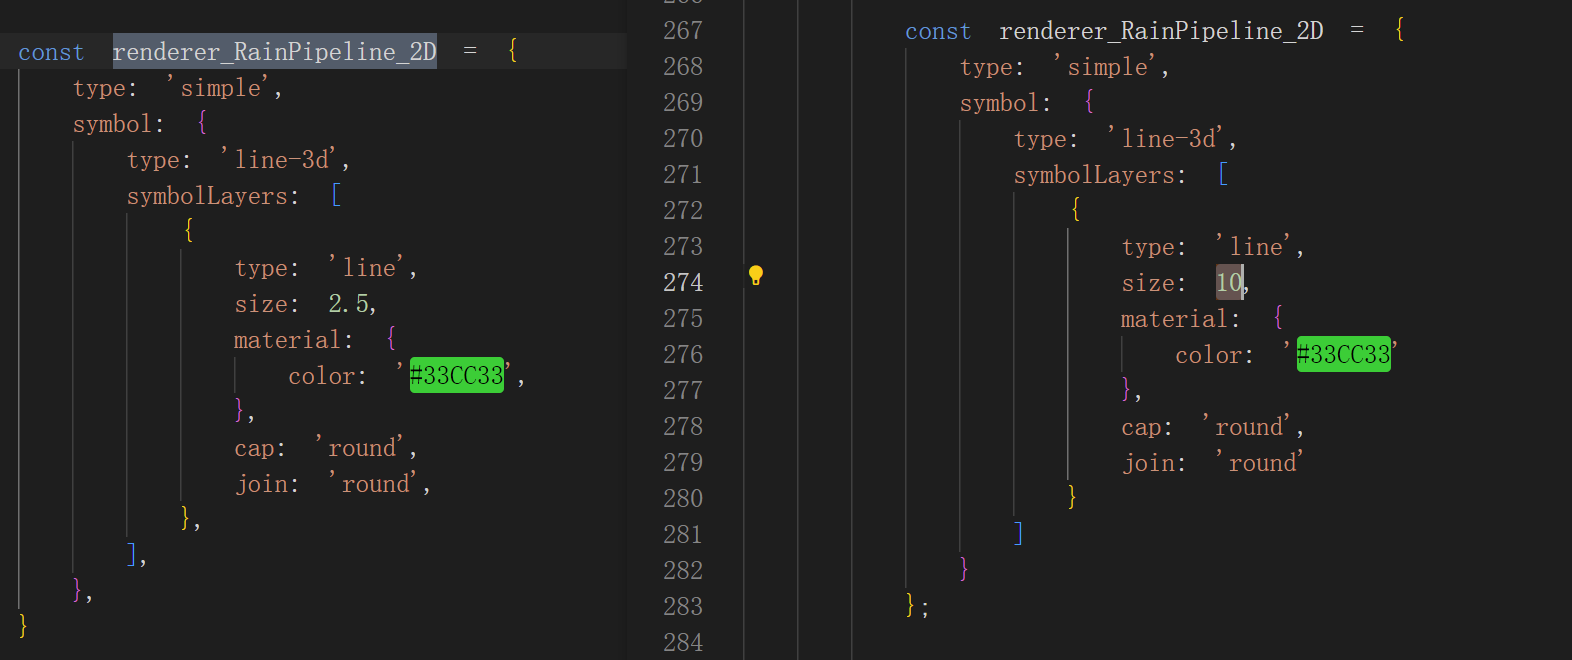 const renderer_RainPipeline_2D = {
type: 'simple',
symbol: {
type: 'line-3d',
symbolLayers: [
{
type: 'line',
size: 2.5,
material: {
color: '#33CC33',
},
cap: 'round',
join: 'round',
},
],
},
}
267 const renderer_RainPipeline_2D = {
268 type: 'simple',
269 symbol: {
270 type: 'line-3d',
271 symbolLayers: [
272 {
273 type: 'line',
274 size: 10,
275 material: {
276 color: '#33CC33'
277 },
278 cap: 'round',
279 join: 'round'
280 }
281 ]
282 }
283 };
284